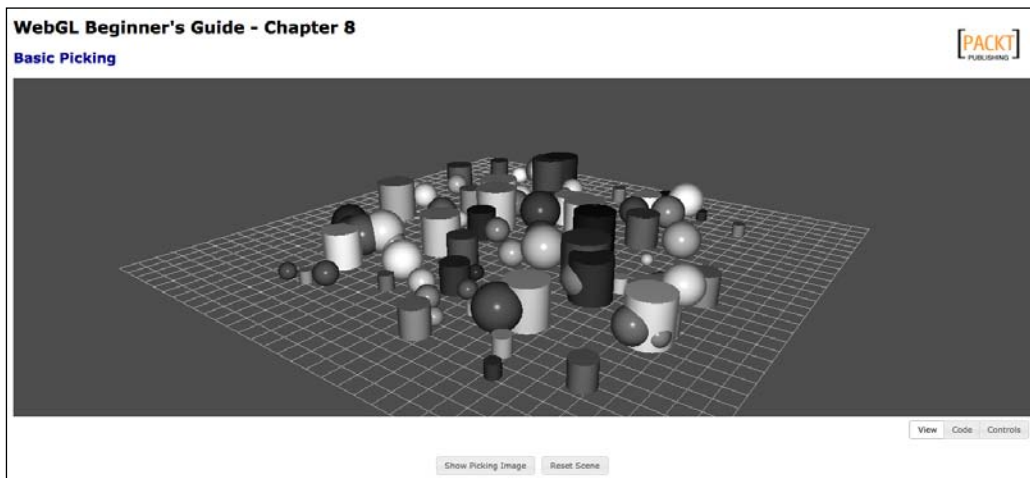 WebGL Beginner's Guide - Chapter 8
Basic Picking
[PACKT]
PUBLISHING
View Code Controls
Show Picking Image Reset Scene